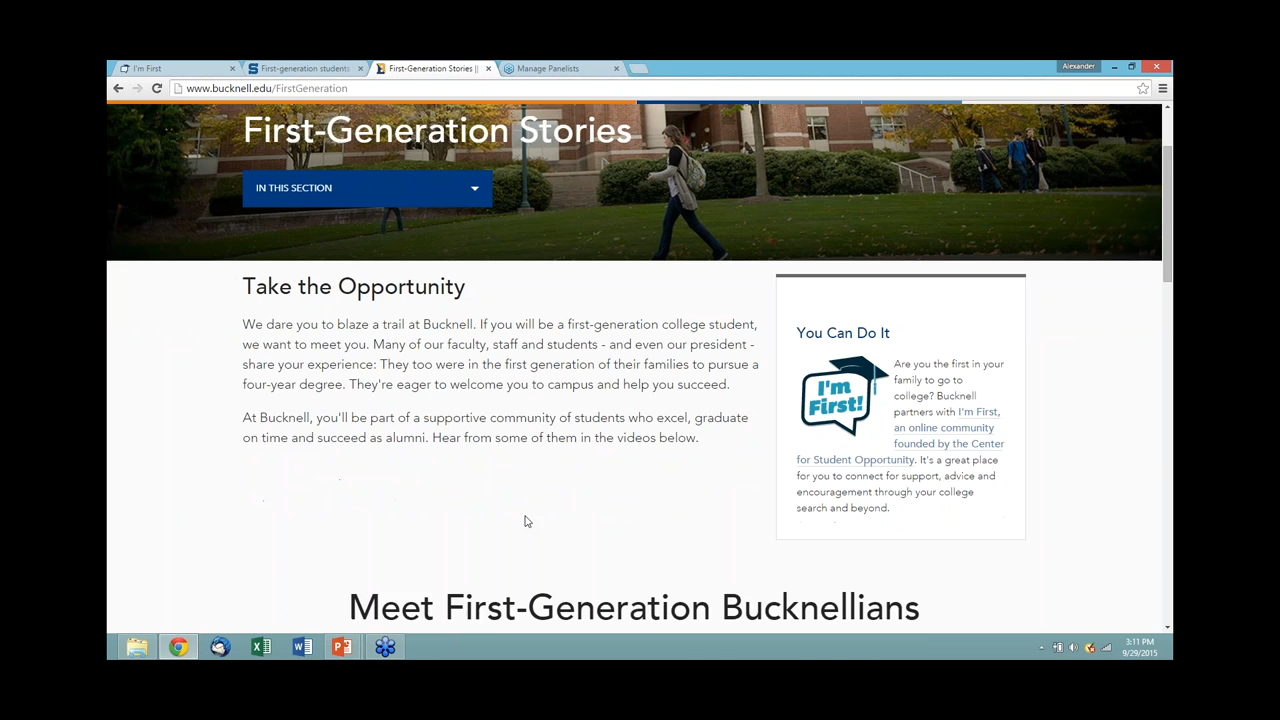 I'm First
First-generation students
First-Generation Stories ||
Manage Panelists
Alexander
www.bucknell.edu/FirstGeneration
First-Generation Stories
IN THIS SECTION
Take the Opportunity
We dare you to blaze a trail at Bucknell. If you will be a first-generation college student,
we want to meet you. Many of our faculty, staff and students - and even our president -
share your experience: They too were in the first generation of their families to pursue a
four-year degree. They're eager to welcome you to campus and help you succeed.
At Bucknell, you'll be part of a supportive community of students who excel, graduate
on time and succeed as alumni. Hear from some of them in the videos below.
You Can Do It
I'm
First!
Are you the first in your
family to go to
college? Bucknell
partners with I'm First,
an online community
founded by the Center
for Student Opportunity. It's a great place
for you to connect for support, advice and
encouragement through your college
search and beyond.
Meet First-Generation Bucknellians
3:11 PM
9/29/2015